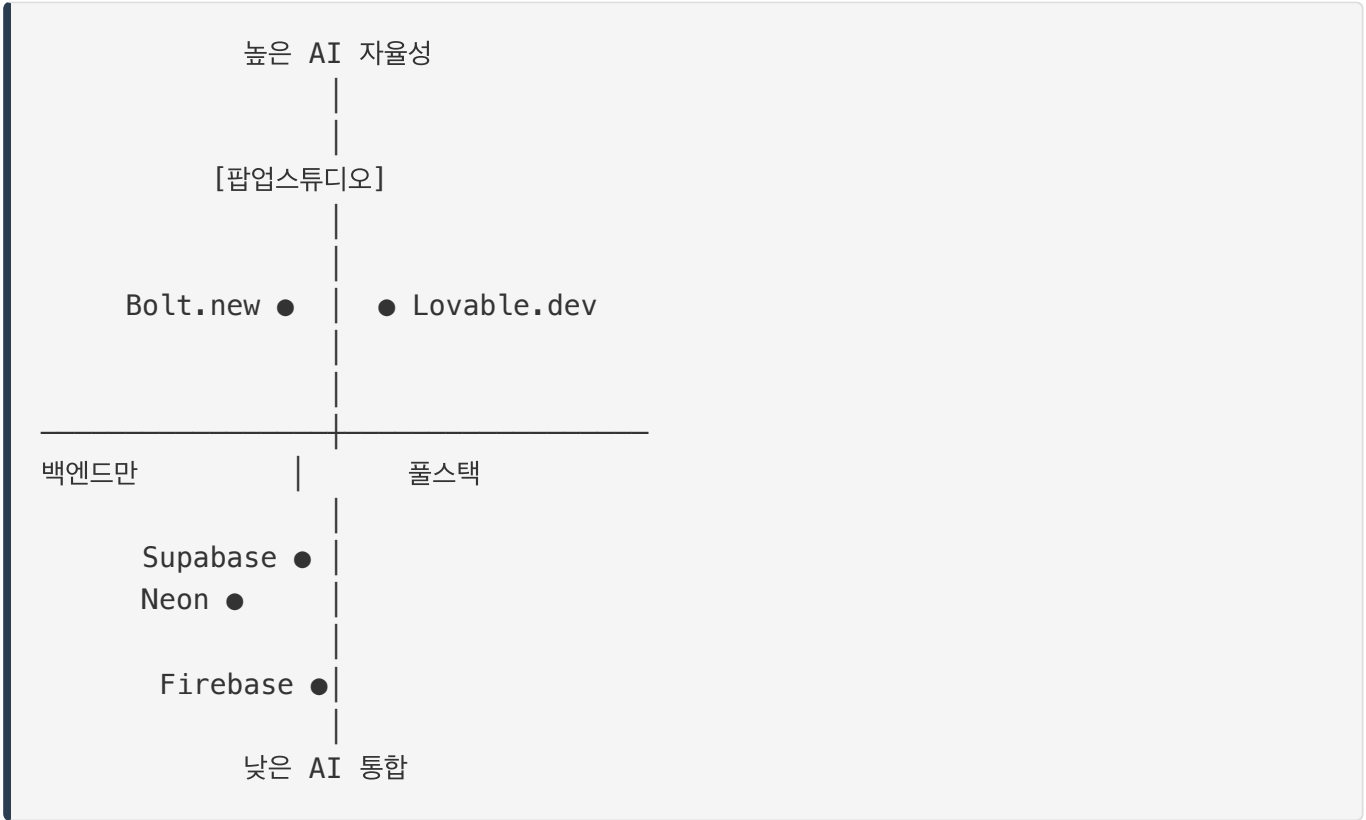 높은 AI 자율성
[팝업스튜디오]
Bolt.new ● | ● Lovable.dev
백엔드만 | 풀스택
Supabase ● |
Neon ● |
Firebase ● |
낮은 AI 통합